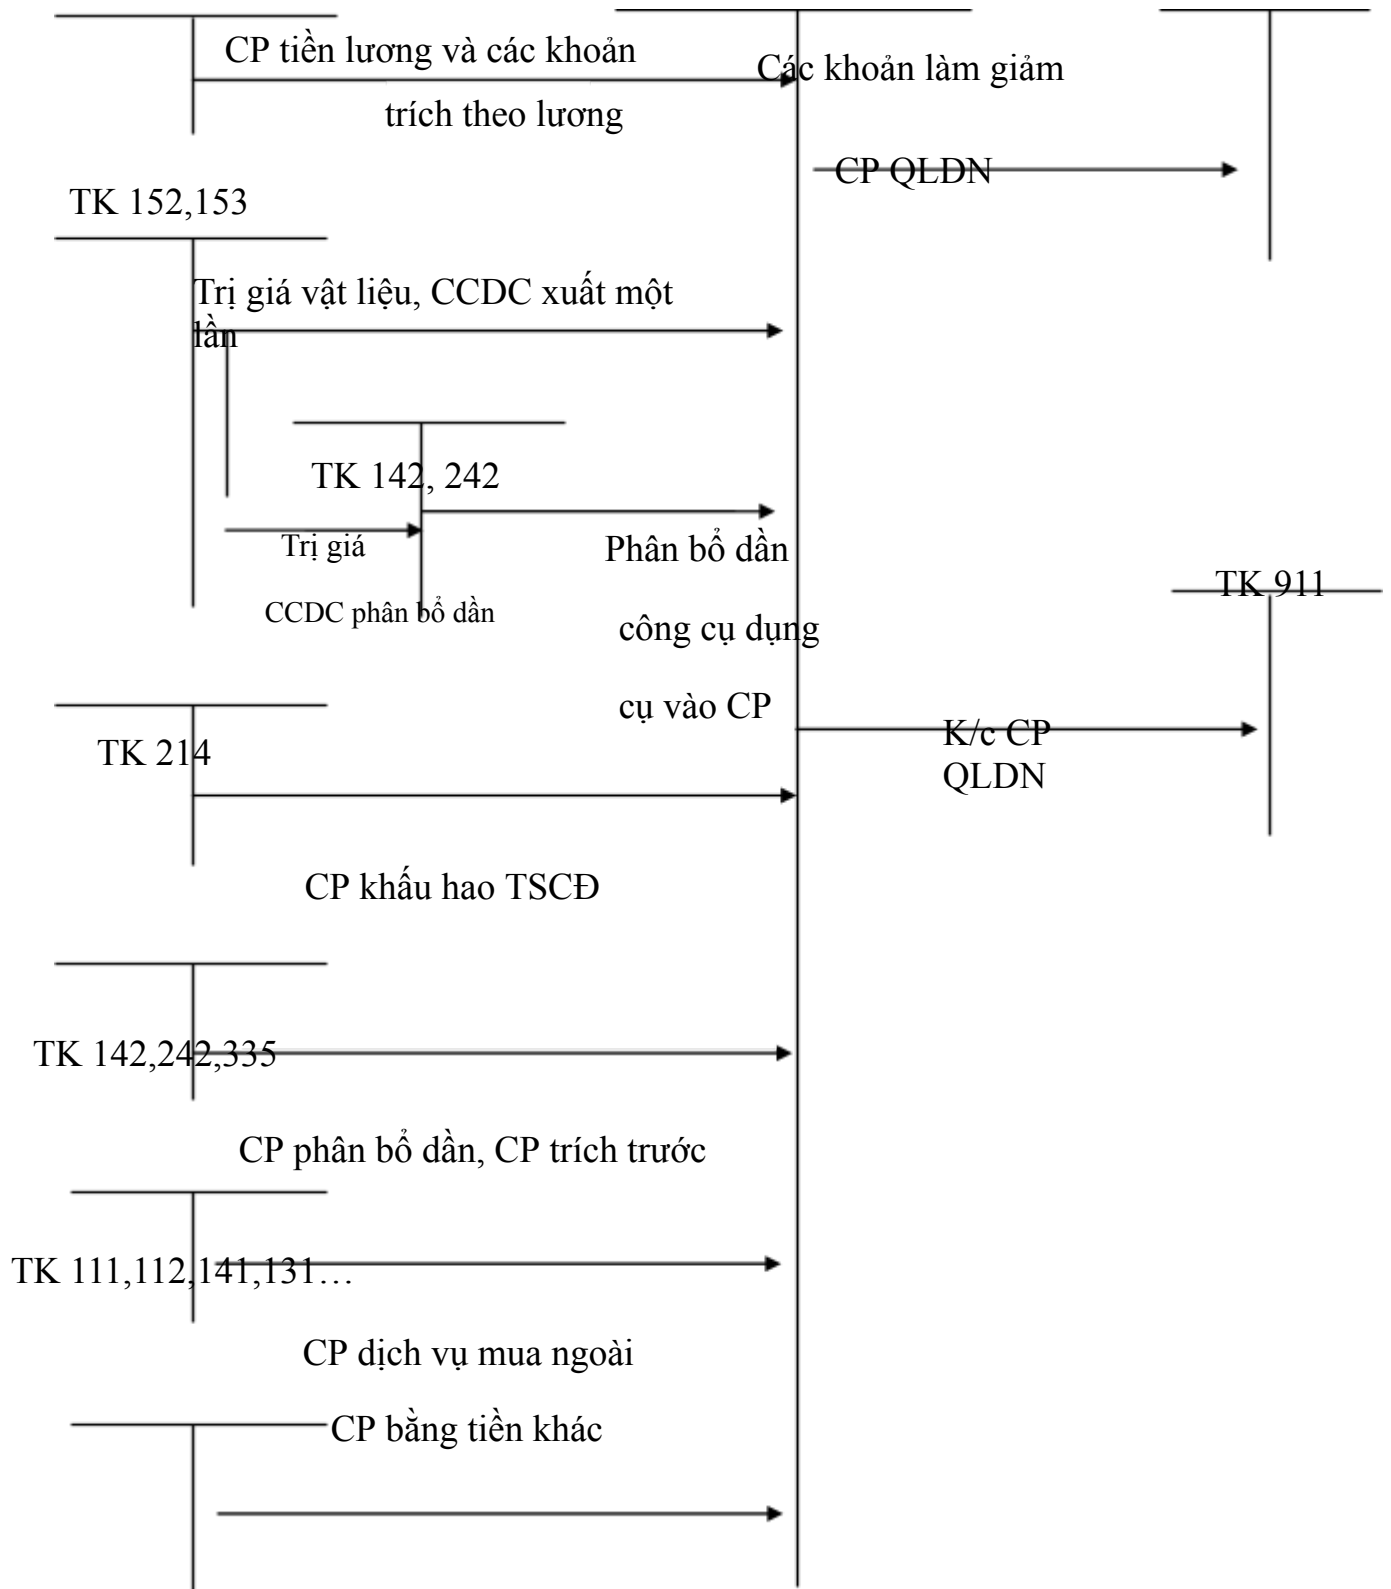 CP tiền lương và các khoản
trích theo lương
Các khoản làm giảm
CP QLDN
TK 152,153
Trị giá vật liệu, CCDC xuất một
lần
TK 142, 242
Trị giá
CCDC phân bổ dần
Phân bổ dần
công cụ dụng
cụ vào CP
TK 911
K/c CP
QLDN
TK 214
CP khấu hao TSCĐ
TK 142,242,335
CP phân bổ dần, CP trích trước
TK 111,112,141,131…
CP dịch vụ mua ngoài
CP bằng tiền khác